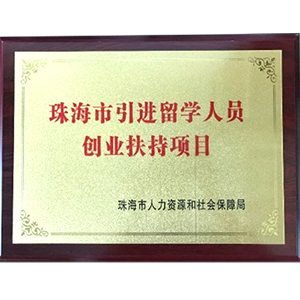 珠海市引进留学人员
创业扶持项目
珠海市人力资源和社会保障局